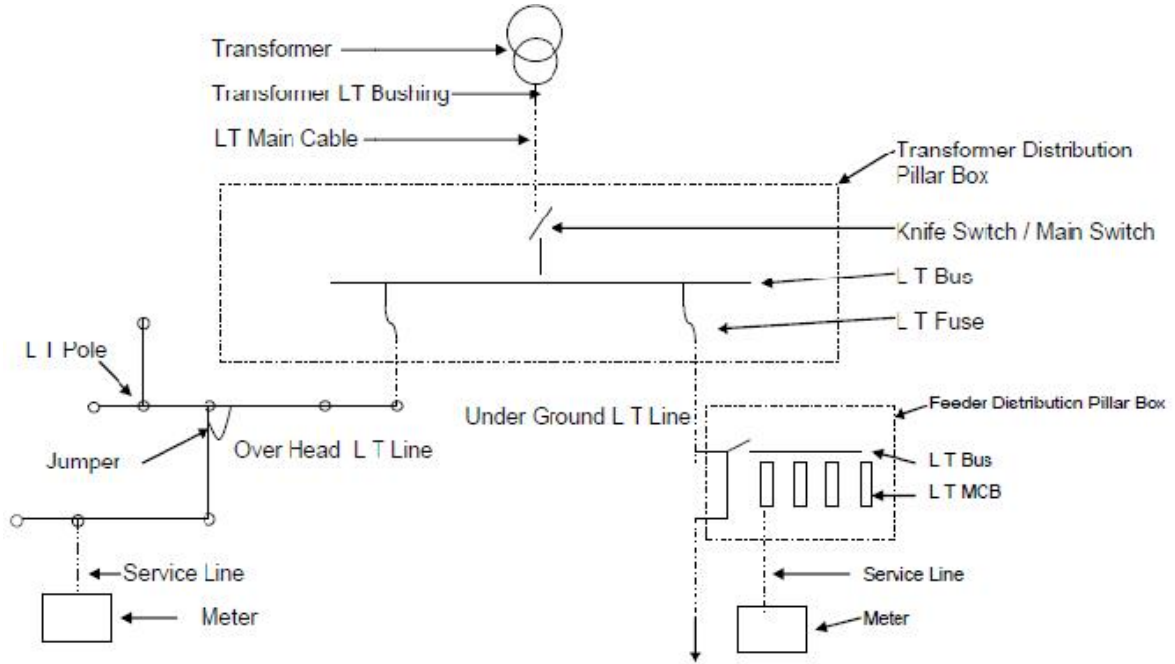 Transformer
Transformer LT Bushing
LT Main Cable
Transformer Distribution
Pillar Box
Knife Switch / Main Switch
L T Bus
L T Fuse
L T Pole
Under Ground L T Line
Feeder Distribution Pillar Box
Jumper
Over Head L T Line
L T Bus
L T MCB
Service Line
Service Line
Meter
Meter